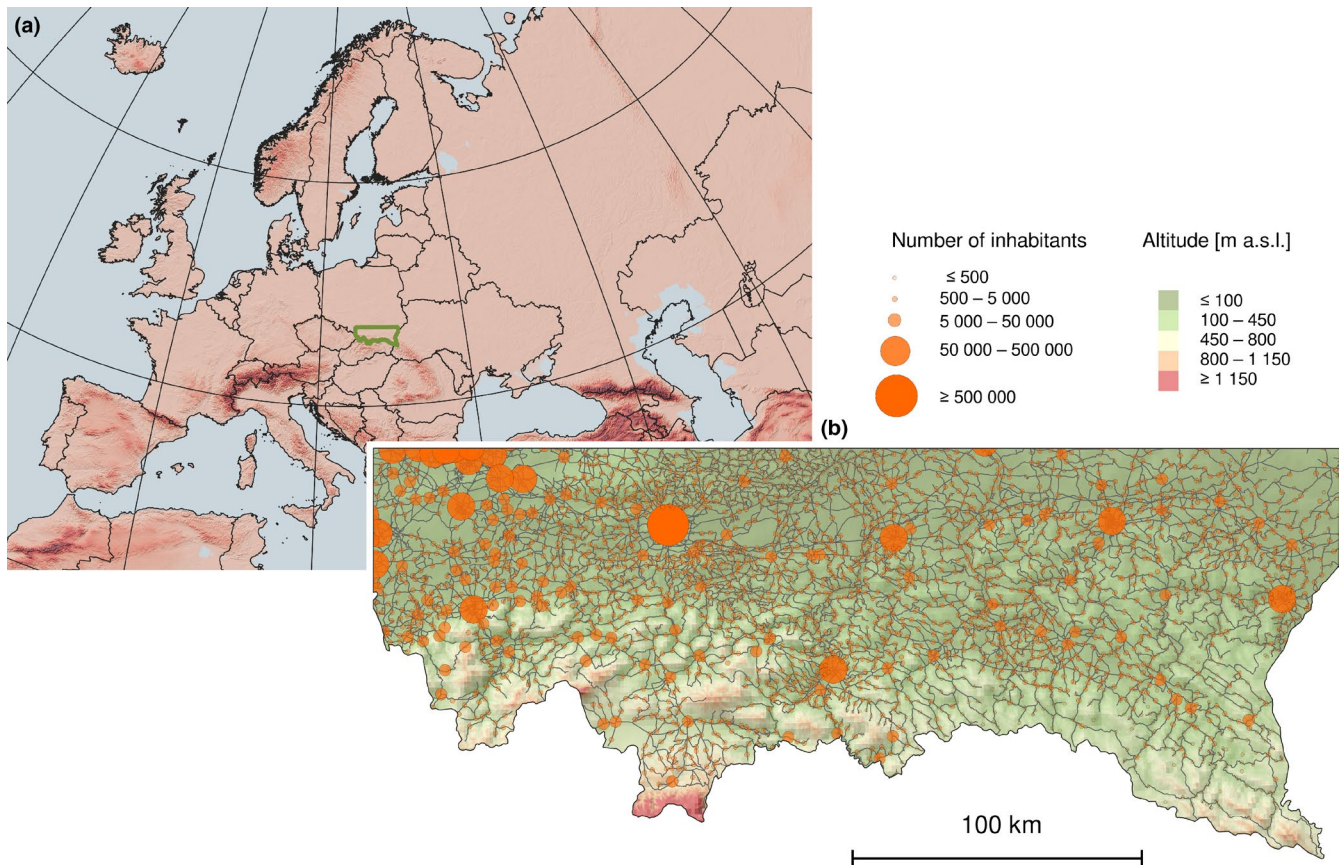 (a)
Number of inhabitants
≤ 500
500 – 5 000
5 000 – 50 000
50 000 – 500 000
≥ 500 000
Altitude [m a.s.l.]
≤ 100
100 – 450
450 – 800
800 – 1 150
≥ 1 150
(b)
100 km